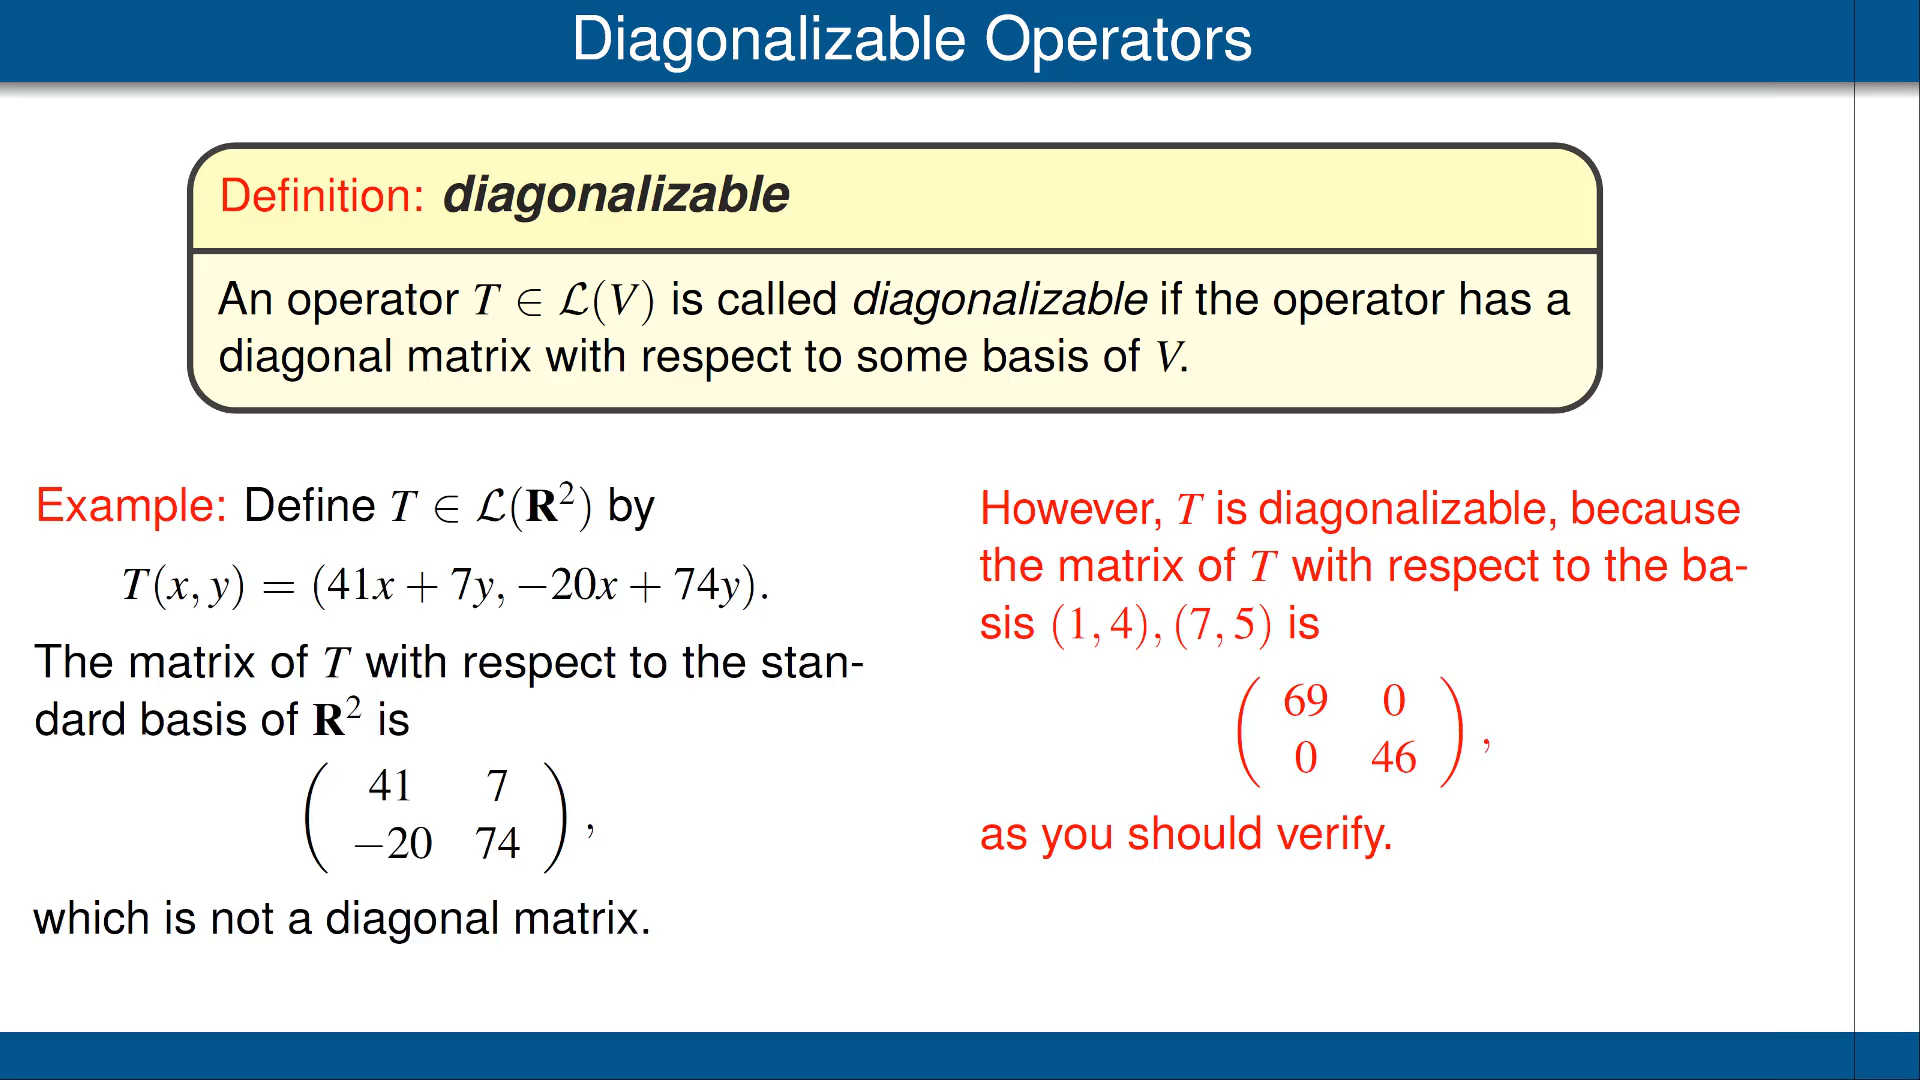 Diagonalizable Operators
Definition: diagonalizable
An operator T ∈ ℒ(V) is called diagonalizable if the operator has a
diagonal matrix with respect to some basis of V.
Example: Define T ∈ ℒ(R²) by
T(x, y) = (41x + 7y, −20x + 74y).
The matrix of T with respect to the stan-
dard basis of R² is
( 41 7
−20 74 ),
which is not a diagonal matrix.
However, T is diagonalizable, because
the matrix of T with respect to the ba-
sis (1, 4), (7, 5) is
( 69 0
0 46 ),
as you should verify.